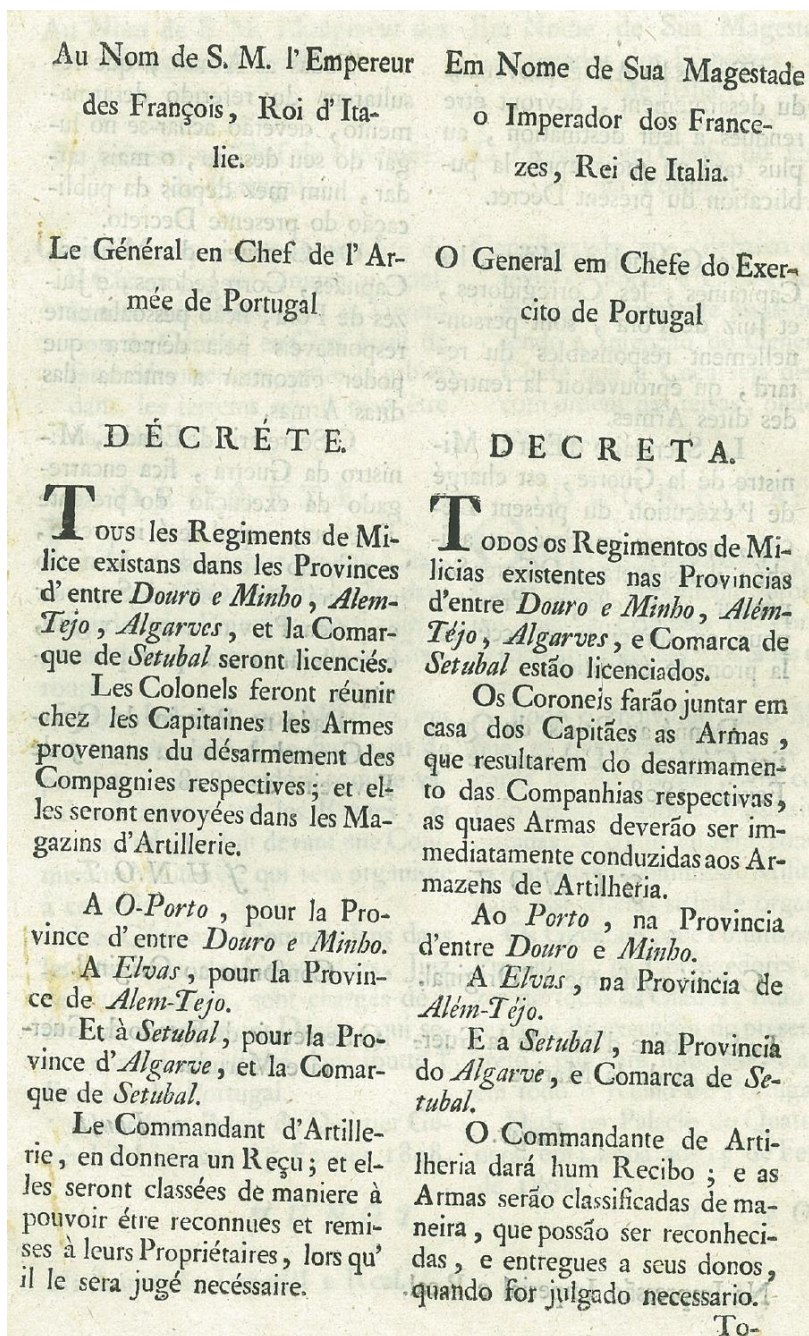 Au Nom de S. M. l'Empereur
des François, Roi d'Ita-
lie.
Le Général en Chef de l'Ar-
mée de Portugal
DÉCRÉTE.
Tous les Regiments de Mi-
lice existans dans les Provinces
d'entre Douro e Minho, Alem-
Tejo, Algarves, et la Comar-
que de Setubal seront licenciés.
Les Colonels feront réunir
chez les Capitaines les Armes
provenans du désarmement des
Compagnies respectives; et el-
les seront envoyées dans les Ma-
gazins d'Artillerie.
A O-Porto, pour la Pro-
vince d'entre Douro e Minho.
A Elvas, pour la Provin-
ce de Alem-Tejo.
Et à Setubal, pour la Pro-
vince d'Algarve, et la Comar-
que de Setubal.
Le Commandant d'Artille-
rie, en donnera un Reçu; et el-
les seront classées de maniere à
pouvoir étre reconnues et remi-
ses à leurs Propriétaires, lors qu'
il le sera jugé necéssaire.
Em Nome de Sua Magestade
o Imperador dos France-
zes, Rei de Italia.
O General em Chefe do Exer-
cito de Portugal
DECRETA.
Todos os Regimentos de Mi-
licias existentes nas Provincias
d'entre Douro e Minho, Além-
Téjo, Algarves, e Comarca de
Setubal estão licenciados.
Os Coroneis farão juntar em
casa dos Capitães as Armas,
que resultarem do desarmamen-
to das Companhias respectivas,
as quaes Armas deverão ser im-
mediatamente conduzidas aos Ar-
mazens de Artilheria.
Ao Porto, na Provincia
d'entre Douro e Minho.
A Elvas, na Provincia de
Além-Téjo.
E a Setubal, na Provincia
do Algarve, e Comarca de Se-
tubal.
O Commandante de Arti-
lheria dará hum Recibo; e as
Armas serão classificadas de ma-
neira, que possão ser reconheci-
das, e entregues a seus donos,
quando for julgado necessario.
To-